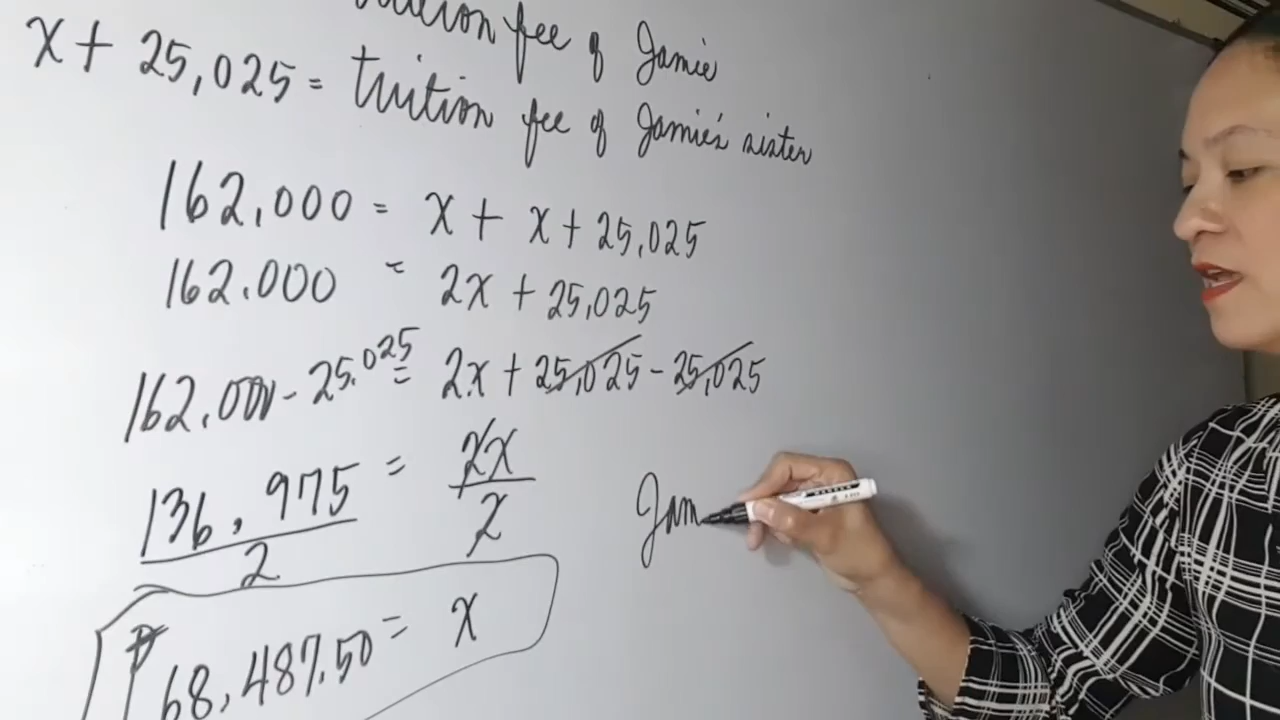 tuition fee of Jamie
x + 25,025 = tuition fee of Jamie's sister
162,000 = x + x + 25,025
162.000 = 2x + 25,025
162.000 - 25.025 = 2x + 25,025 - 25,025
136,975 = 2x
2 2
₱ 68,487.50 = x
Jam